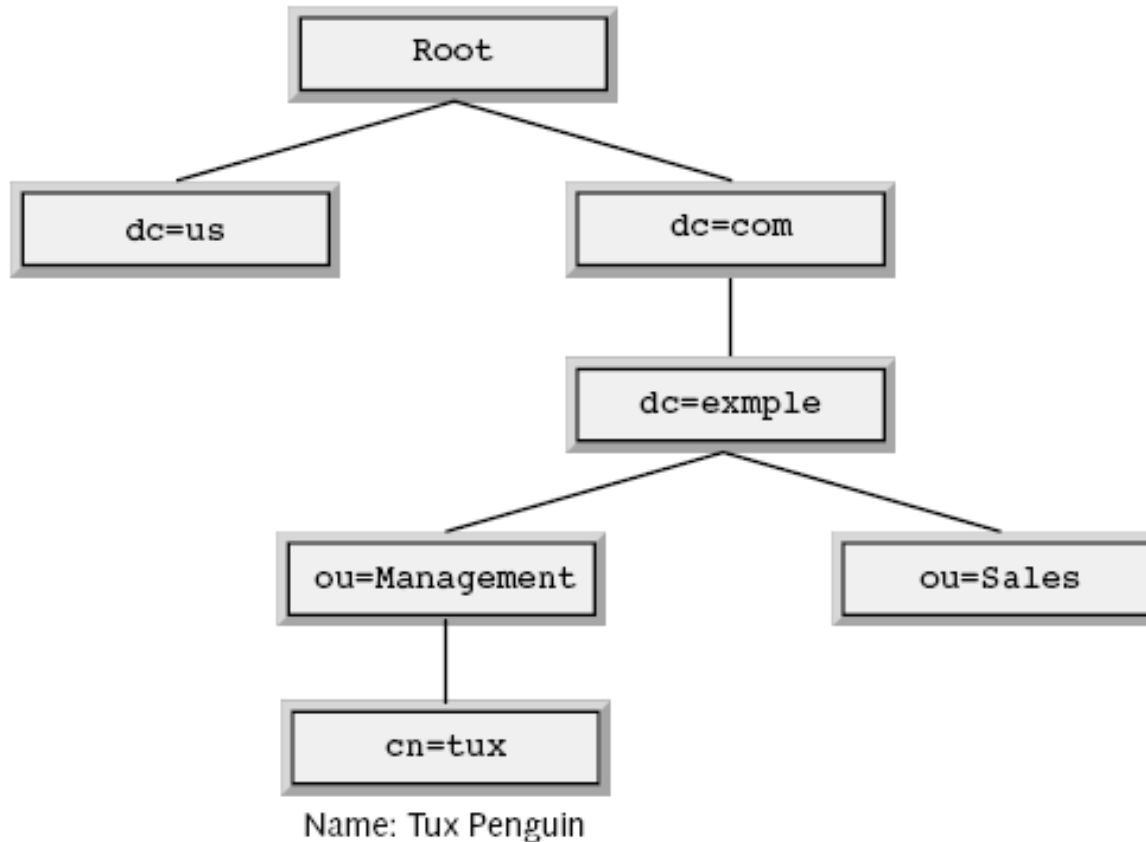 Root
dc=us
dc=com
dc=exmple
ou=Management
ou=Sales
cn=tux
Name: Tux Penguin